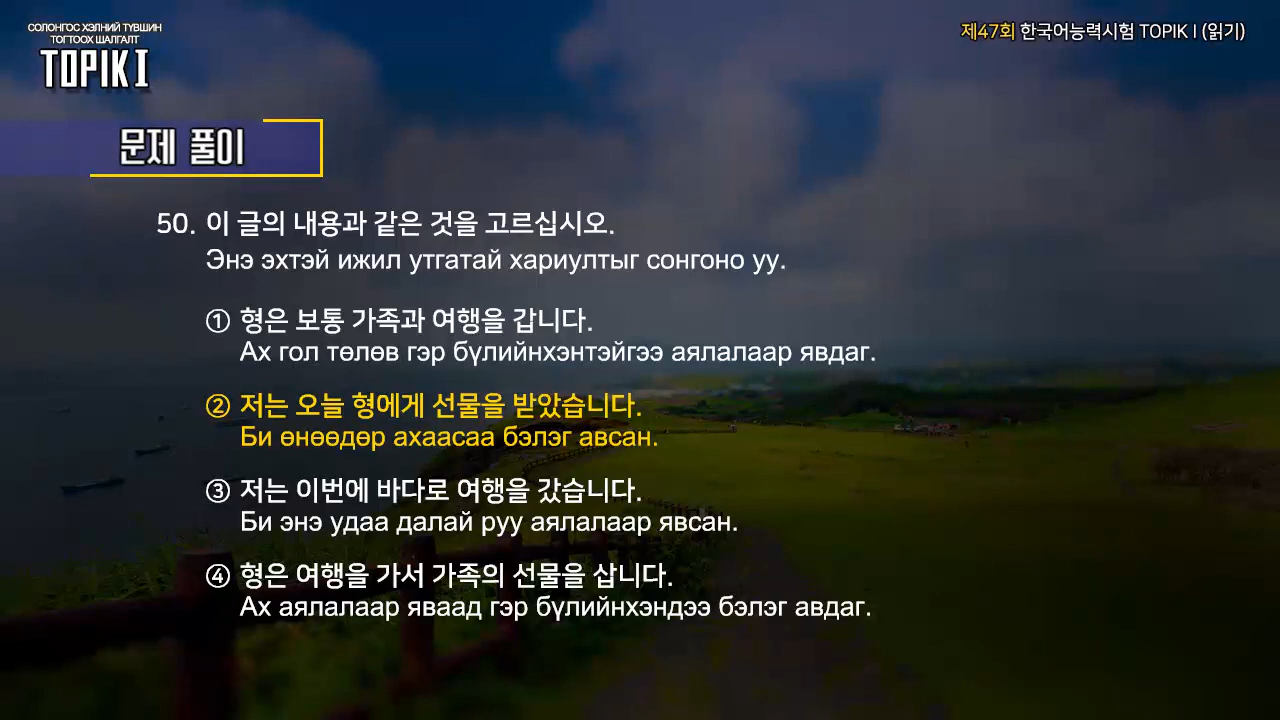 СОЛОНГОС ХЭЛНИЙ ТҮВШИН
ТОГТООХ ШАЛГАЛТ
TOPIK I
제47회 한국어능력시험 TOPIK I (읽기)
문제 풀이
50. 이 글의 내용과 같은 것을 고르십시오.
Энэ эхтэй ижил утгатай хариултыг сонгоно уу.
① 형은 보통 가족과 여행을 갑니다.
Ах гол төлөв гэр бүлийнхэнтэйгээ аялалаар явдаг.
② 저는 오늘 형에게 선물을 받았습니다.
Би өнөөдөр ахаасаа бэлэг авсан.
③ 저는 이번에 바다로 여행을 갔습니다.
Би энэ удаа далай руу аялалаар явсан.
④ 형은 여행을 가서 가족의 선물을 삽니다.
Ах аялалаар яваад гэр бүлийнхэндээ бэлэг авдаг.